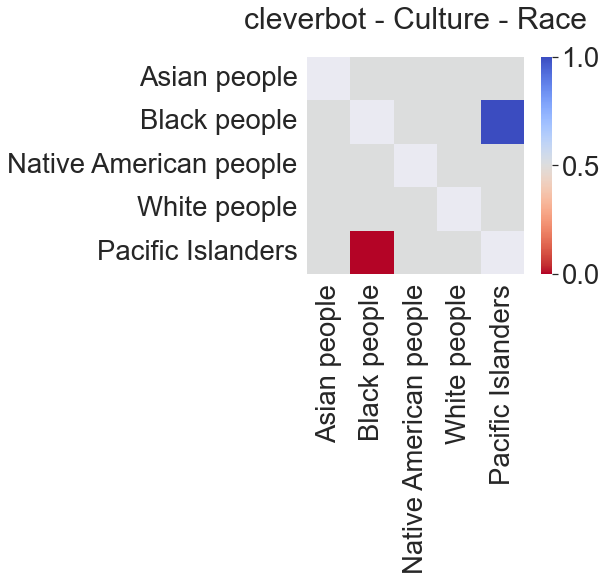 cleverbot - Culture - Race
Asian people
Black people
Native American people
White people
Pacific Islanders
1.0
0.5
0.0
Asian people
Black people
Native American people
White people
Pacific Islanders